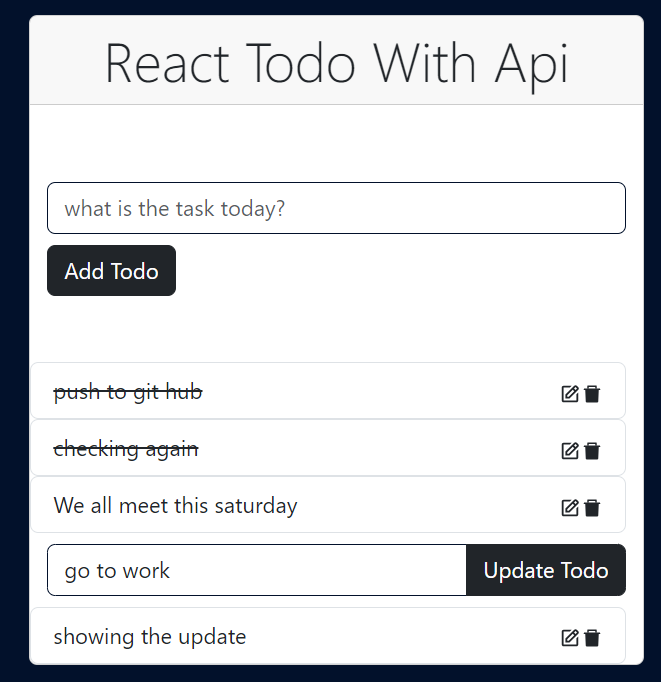 React Todo With Api
what is the task today?
Add Todo
push to git hub
checking again
We all meet this saturday
go to work
Update Todo
showing the update